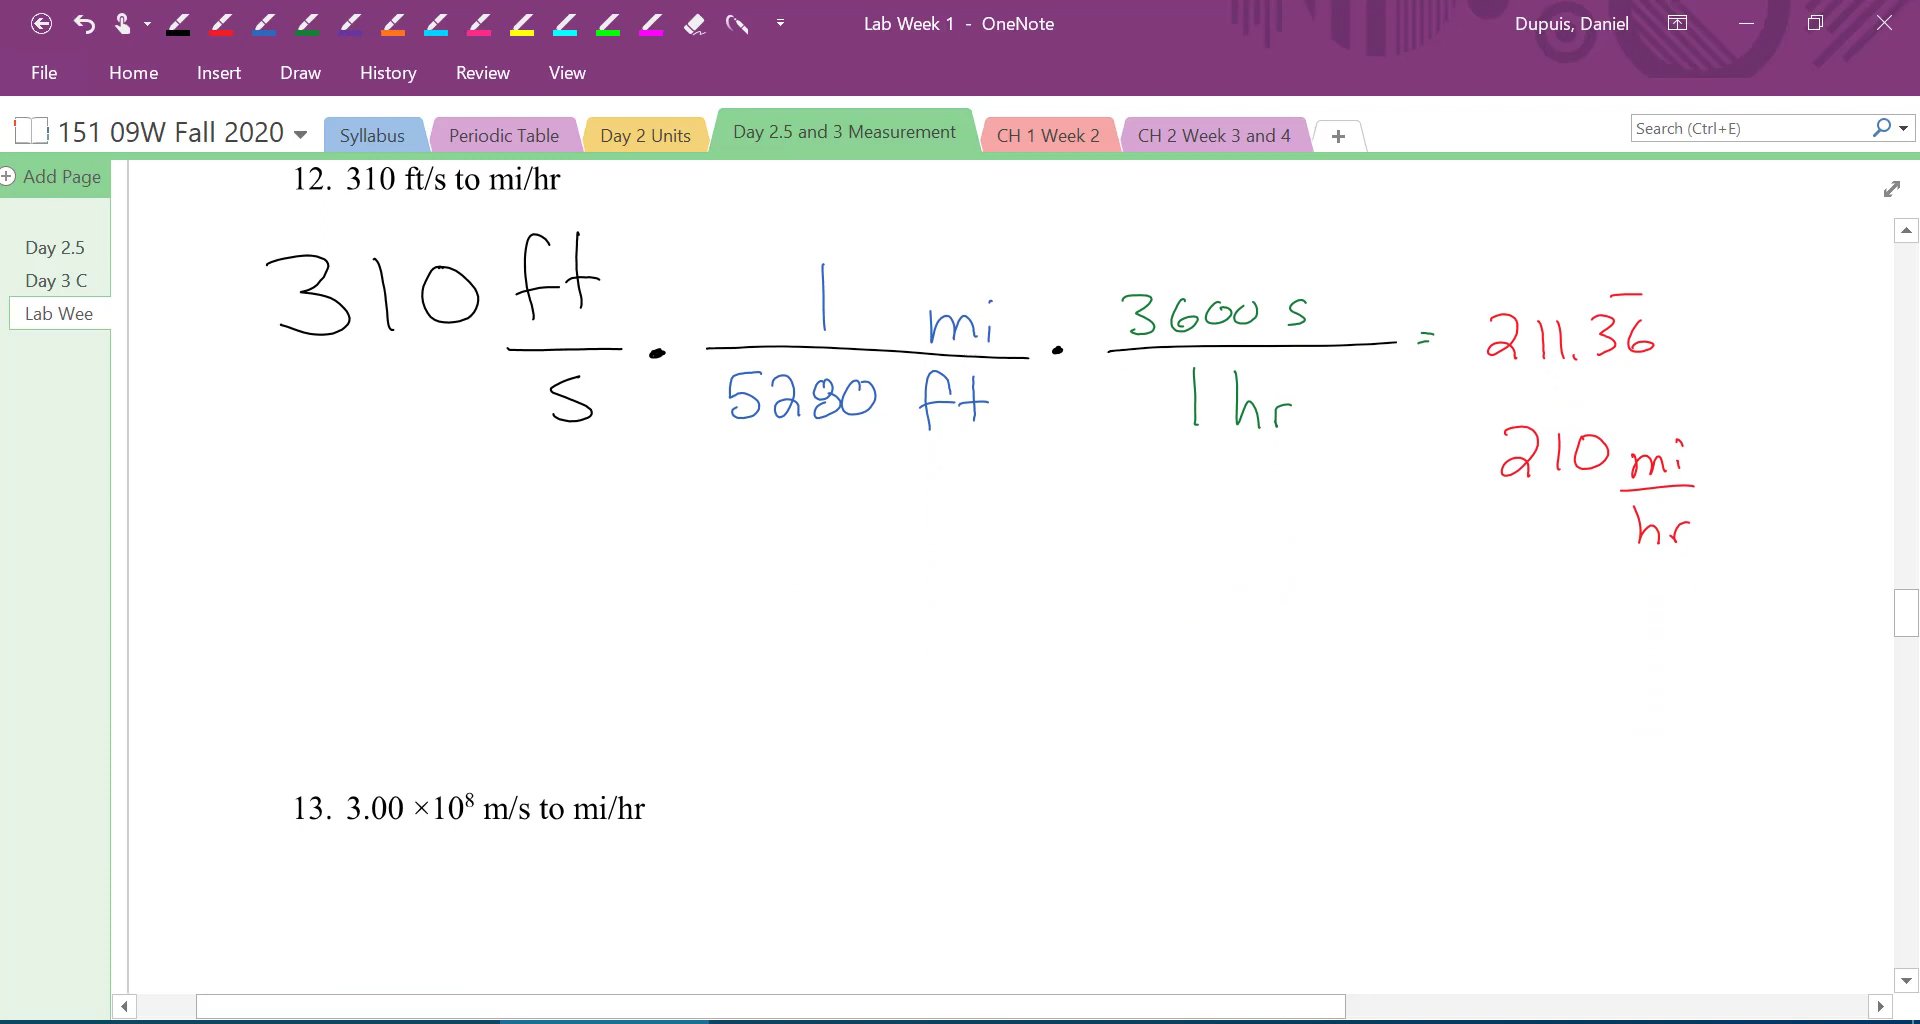 Lab Week 1 - OneNote
Dupuis, Daniel
File Home Insert Draw History Review View
151 09W Fall 2020
Syllabus Periodic Table Day 2 Units Day 2.5 and 3 Measurement CH 1 Week 2 CH 2 Week 3 and 4
Search (Ctrl+E)
Add Page
Day 2.5
Day 3 C
Lab Wee
12. 310 ft/s to mi/hr
310 ft/s · 1 mi/5280 ft · 3600 s/1 hr = 211.3̅6̅
210 mi/hr
13. 3.00 ×10⁸ m/s to mi/hr